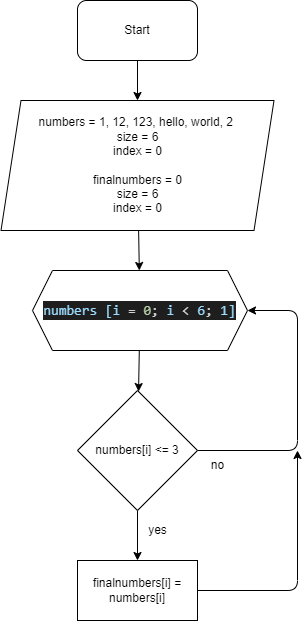 Start
numbers = 1, 12, 123, hello, world, 2
size = 6
index = 0
finalnumbers = 0
size = 6
index = 0
numbers [i = 0; i < 6; 1]
numbers[i] <= 3
no
yes
finalnumbers[i] =
numbers[i]